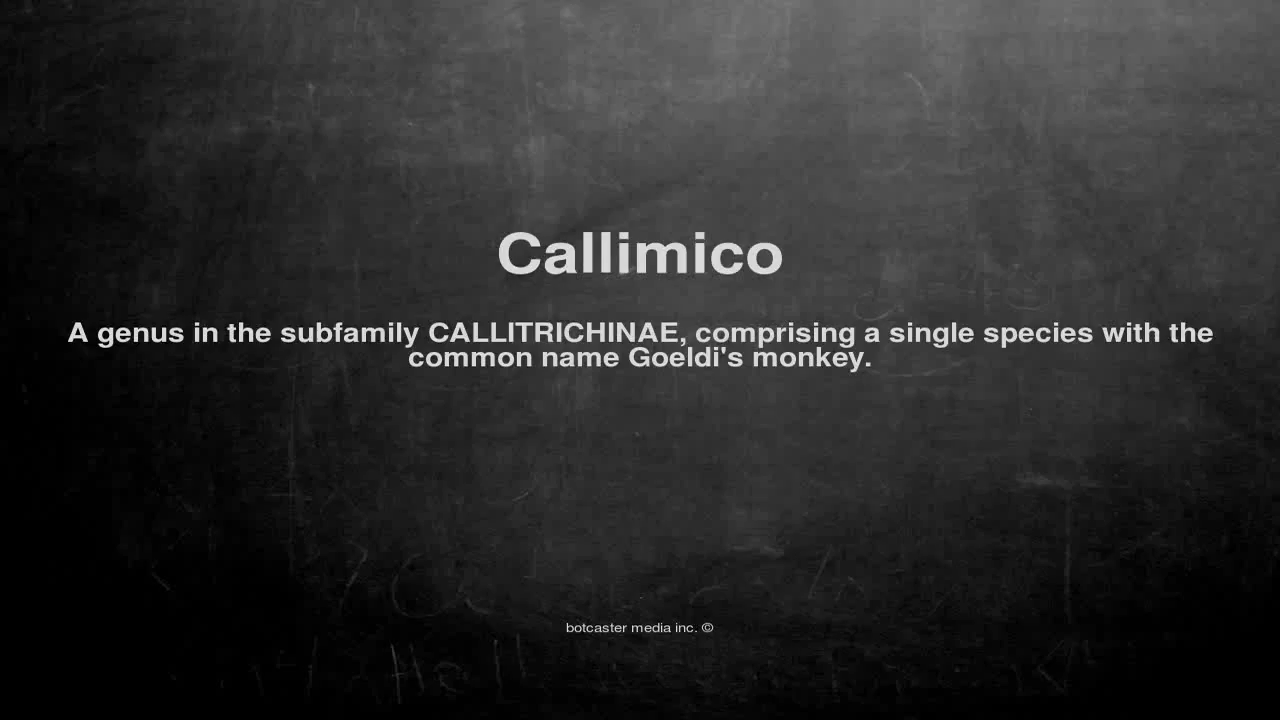 Callimico
A genus in the subfamily CALLITRICHINAE, comprising a single species with the
common name Goeldi's monkey.
botcaster media inc. ©